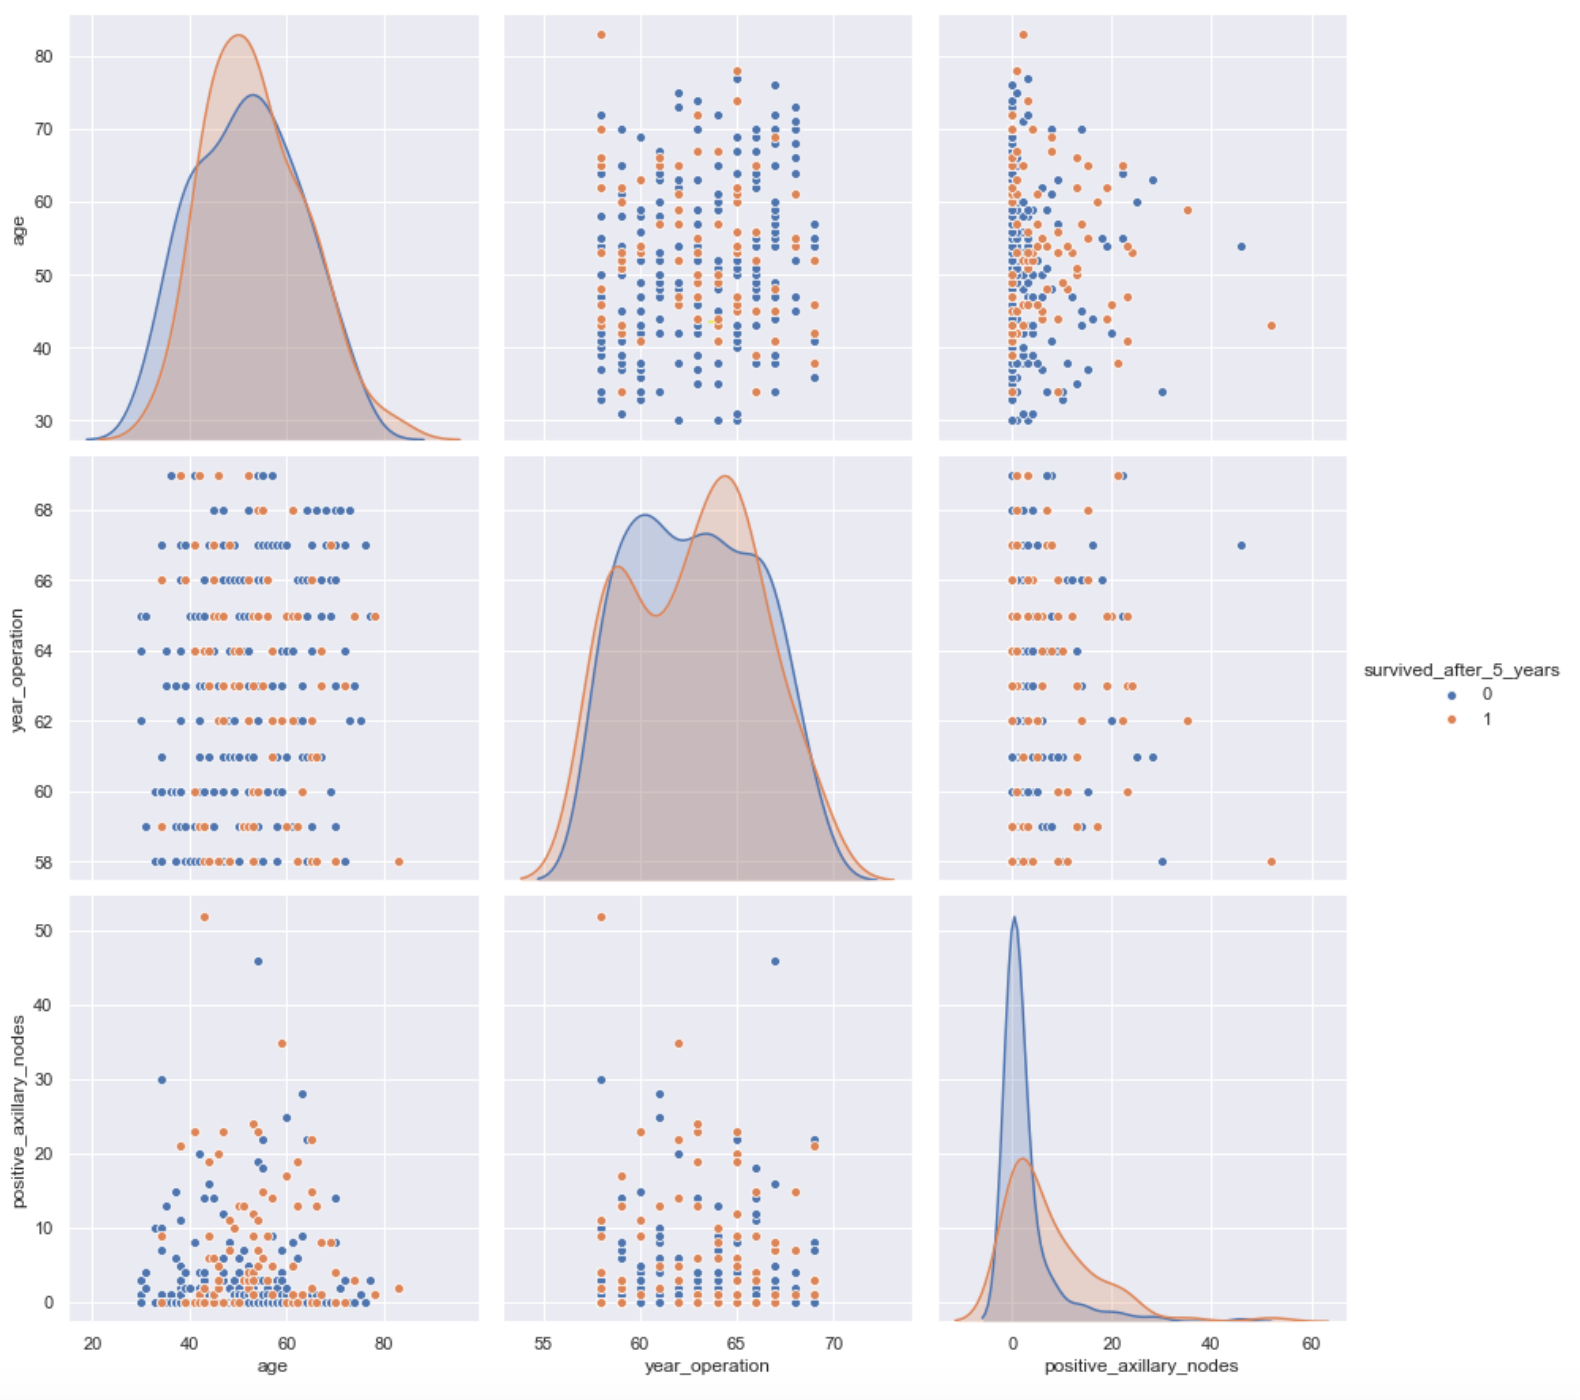 age
80
70
60
50
40
30
year_operation
68
66
64
62
60
58
survived_after_5_years
0
1
positive_axillary_nodes
50
40
30
20
10
0
20 40 60 80
age
55 60 65 70
year_operation
0 20 40 60
positive_axillary_nodes